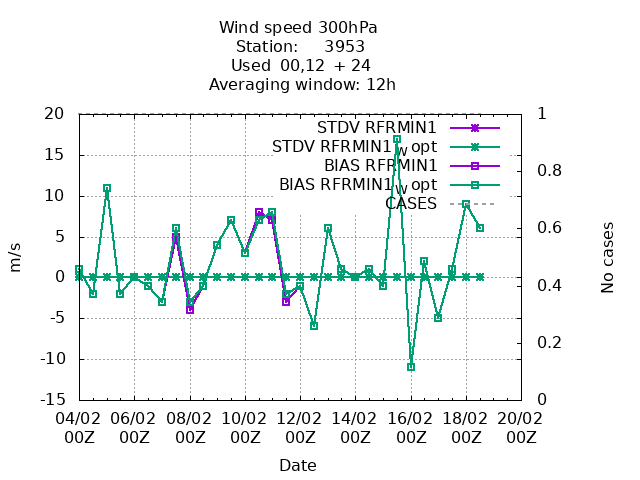 Wind speed 300hPa
Station: 3953
Used 00,12 + 24
Averaging window: 12h
20
15
10
5
0
-5
-10
-15
m/s
1
0.8
0.6
0.4
0.2
0
No cases
STDV RFRMIN1
STDV RFRMIN1w opt
BIAS RFRMIN1
BIAS RFRMIN1w opt
CASES
04/02 06/02 08/02 10/02 12/02 14/02 16/02 18/02 20/02
00Z 00Z 00Z 00Z 00Z 00Z 00Z 00Z 00Z
Date